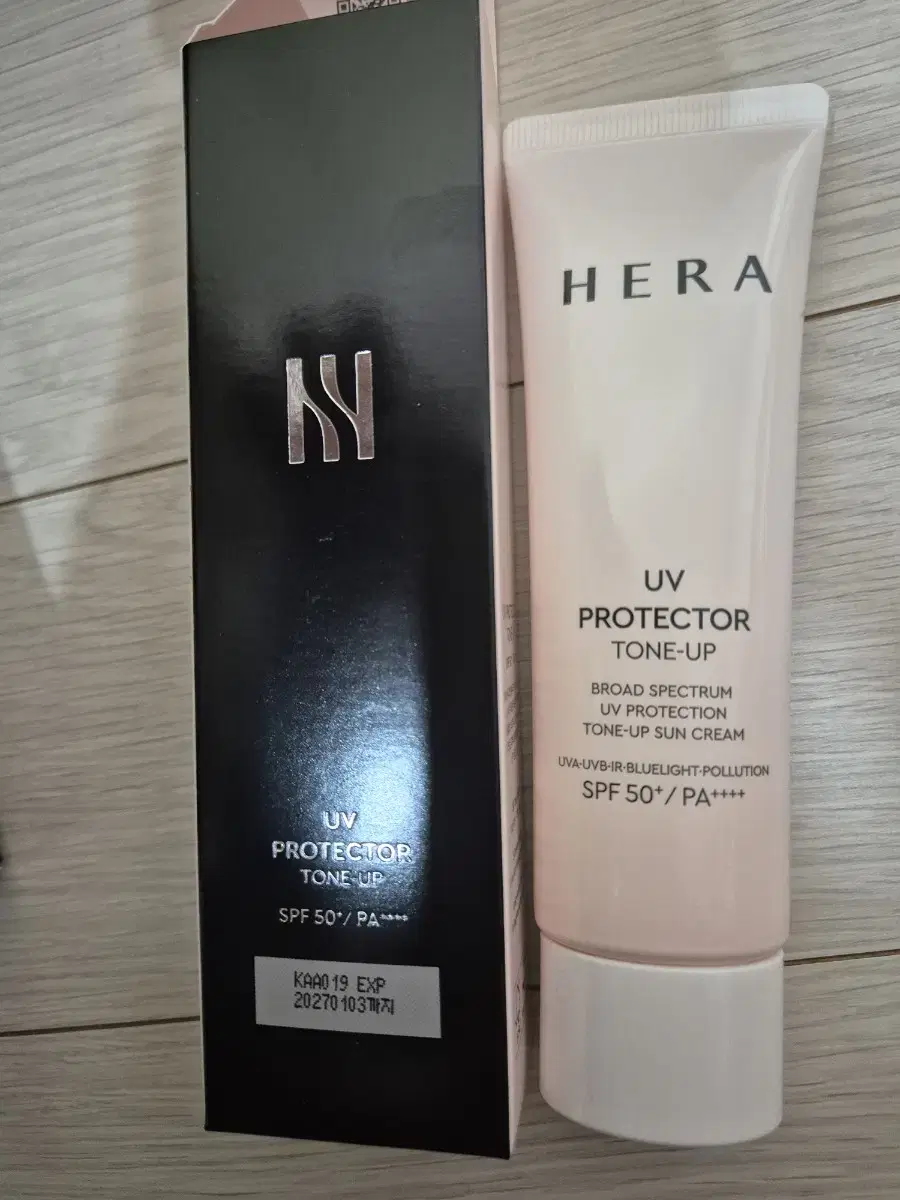 UV
PROTECTOR
TONE-UP
SPF 50⁺/ PA⁺⁺⁺⁺
KAA019 EXP
20270103까지
HERA
UV
PROTECTOR
TONE-UP
BROAD SPECTRUM
UV PROTECTION
TONE-UP SUN CREAM
UVA·UVB·IR·BLUELIGHT·POLLUTION
SPF 50⁺/ PA⁺⁺⁺⁺